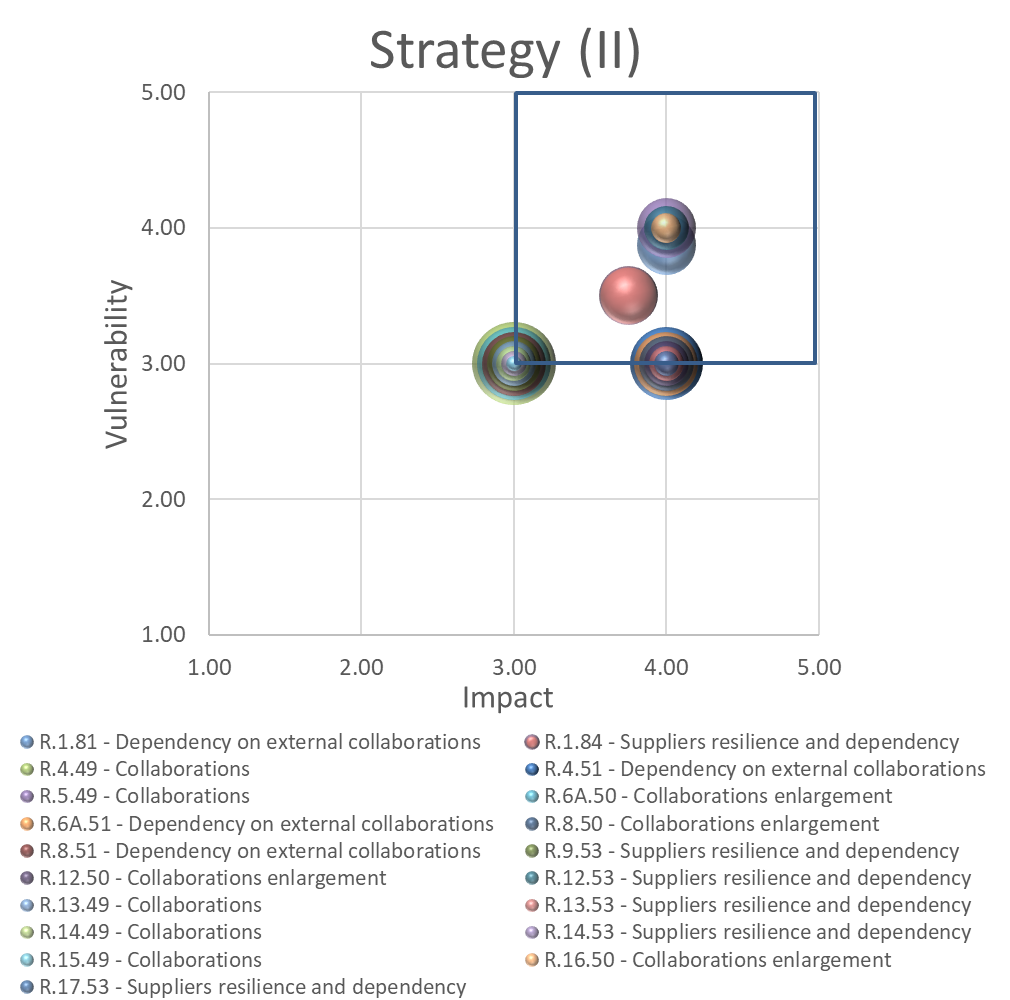 Strategy (II)
5.00
4.00
3.00
2.00
1.00
Vulnerability
1.00 2.00 3.00 4.00 5.00
Impact
R.1.81 - Dependency on external collaborations
R.1.84 - Suppliers resilience and dependency
R.4.49 - Collaborations
R.4.51 - Dependency on external collaborations
R.5.49 - Collaborations
R.6A.50 - Collaborations enlargement
R.6A.51 - Dependency on external collaborations
R.8.50 - Collaborations enlargement
R.8.51 - Dependency on external collaborations
R.9.53 - Suppliers resilience and dependency
R.12.50 - Collaborations enlargement
R.12.53 - Suppliers resilience and dependency
R.13.49 - Collaborations
R.13.53 - Suppliers resilience and dependency
R.14.49 - Collaborations
R.14.53 - Suppliers resilience and dependency
R.15.49 - Collaborations
R.16.50 - Collaborations enlargement
R.17.53 - Suppliers resilience and dependency